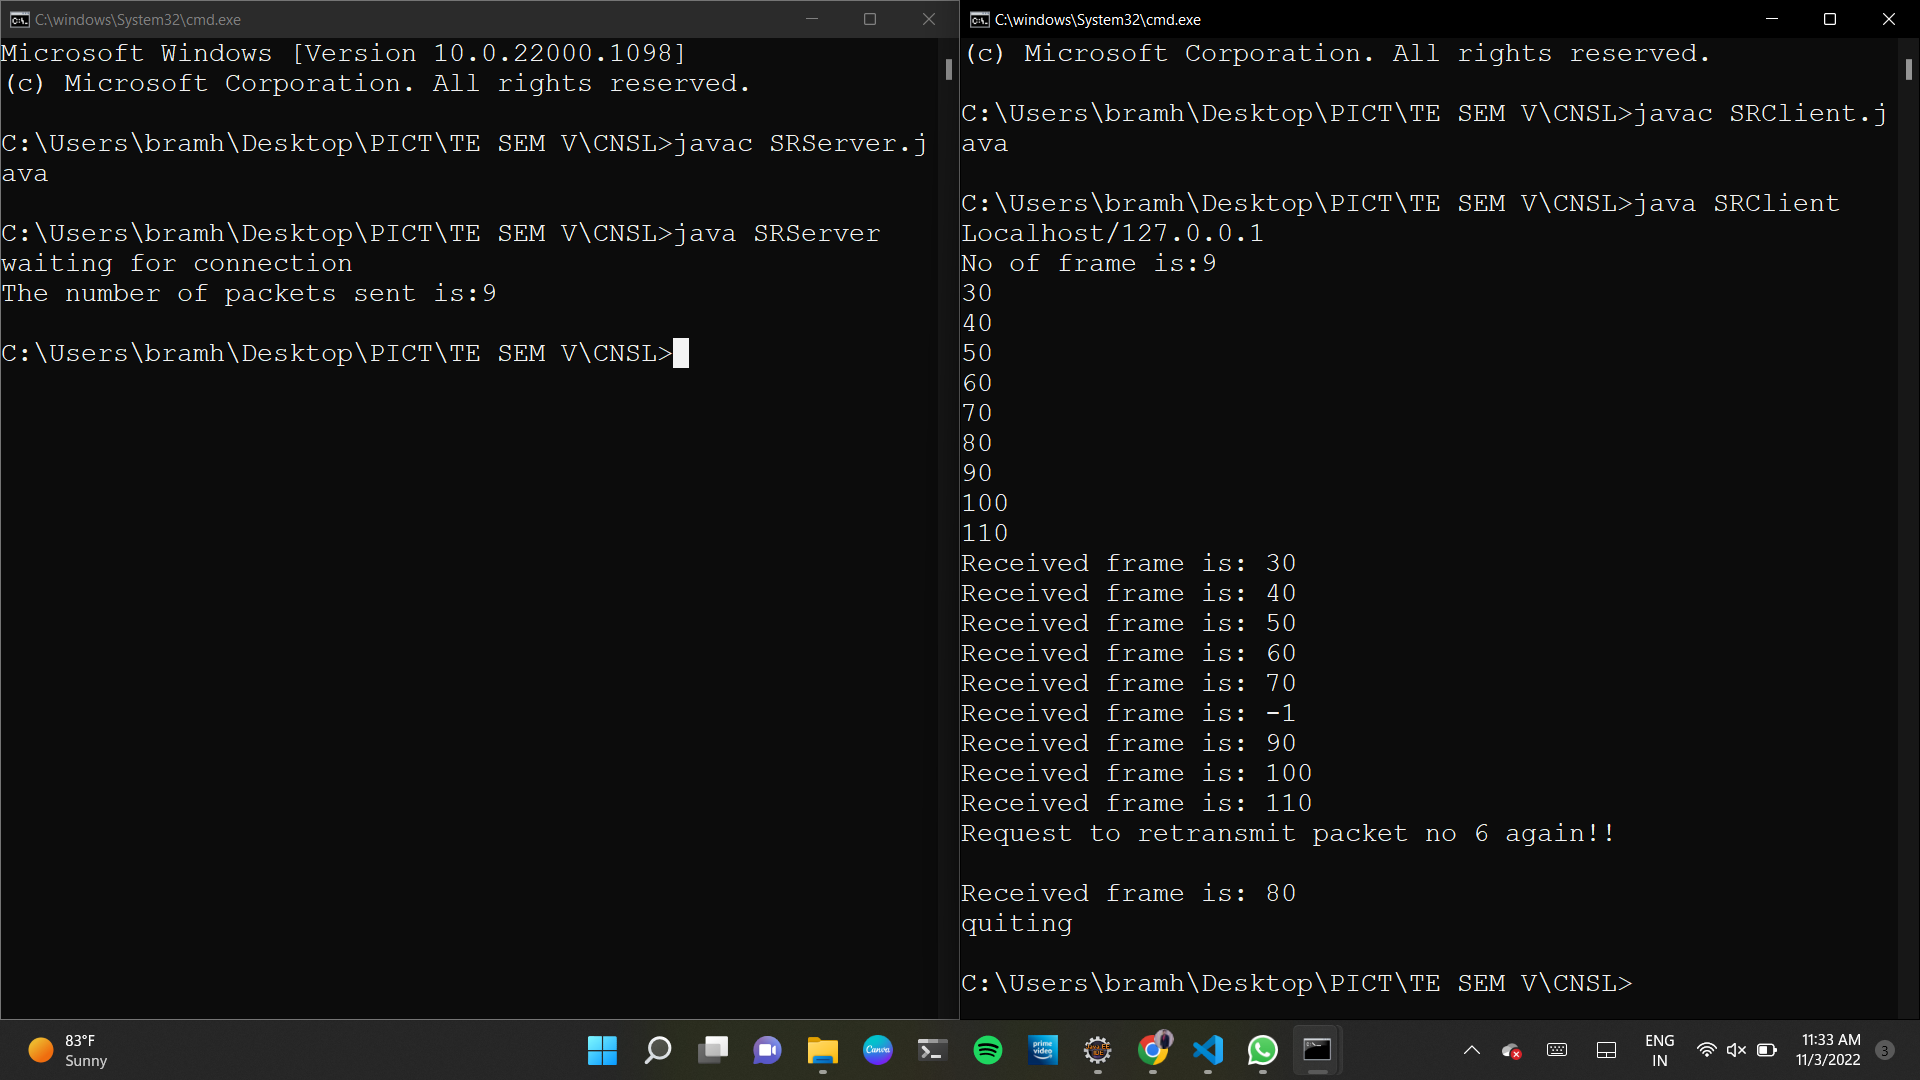 C:\windows\System32\cmd.exe
Microsoft Windows [Version 10.0.22000.1098]
(c) Microsoft Corporation. All rights reserved.
C:\Users\bramh\Desktop\PICT\TE SEM V\CNSL>javac SRServer.j
ava
C:\Users\bramh\Desktop\PICT\TE SEM V\CNSL>java SRServer
waiting for connection
The number of packets sent is:9
C:\Users\bramh\Desktop\PICT\TE SEM V\CNSL>
C:\windows\System32\cmd.exe
(c) Microsoft Corporation. All rights reserved.
C:\Users\bramh\Desktop\PICT\TE SEM V\CNSL>javac SRClient.j
ava
C:\Users\bramh\Desktop\PICT\TE SEM V\CNSL>java SRClient
Localhost/127.0.0.1
No of frame is:9
30
40
50
60
70
80
90
100
110
Received frame is: 30
Received frame is: 40
Received frame is: 50
Received frame is: 60
Received frame is: 70
Received frame is: -1
Received frame is: 90
Received frame is: 100
Received frame is: 110
Request to retransmit packet no 6 again!!
Received frame is: 80
quiting
C:\Users\bramh\Desktop\PICT\TE SEM V\CNSL>
83°F
Sunny
Canva
prime
video
ENG
IN
11:33 AM
11/3/2022
3